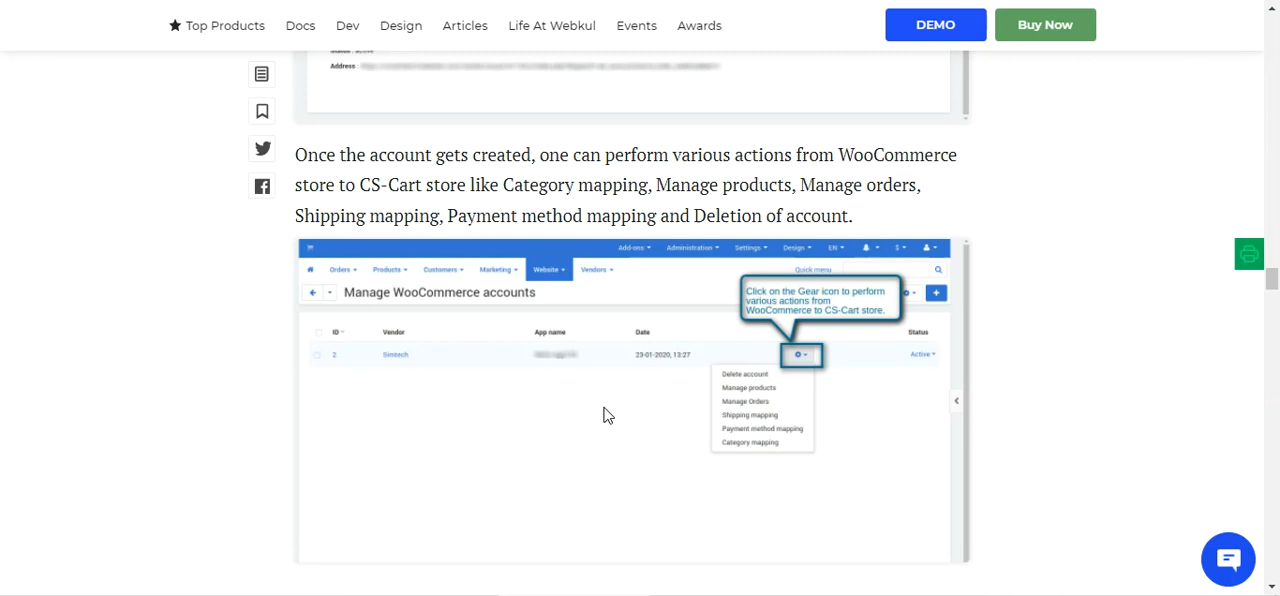 Top Products Docs Dev Design Articles Life At Webkul Events Awards DEMO Buy Now
Address :
Once the account gets created, one can perform various actions from WooCommerce
store to CS-Cart store like Category mapping, Manage products, Manage orders,
Shipping mapping, Payment method mapping and Deletion of account.
Add-ons Administration Settings Design EN $
Orders Products Customers Marketing Website Vendors Quick menu
Manage WooCommerce accounts
Click on the Gear icon to perform
various actions from
WooCommerce to CS-Cart store.
ID Vendor App name Date Status
2 Simtech 23-01-2020, 13:27 Active
Delete account
Manage products
Manage Orders
Shipping mapping
Payment method mapping
Category mapping